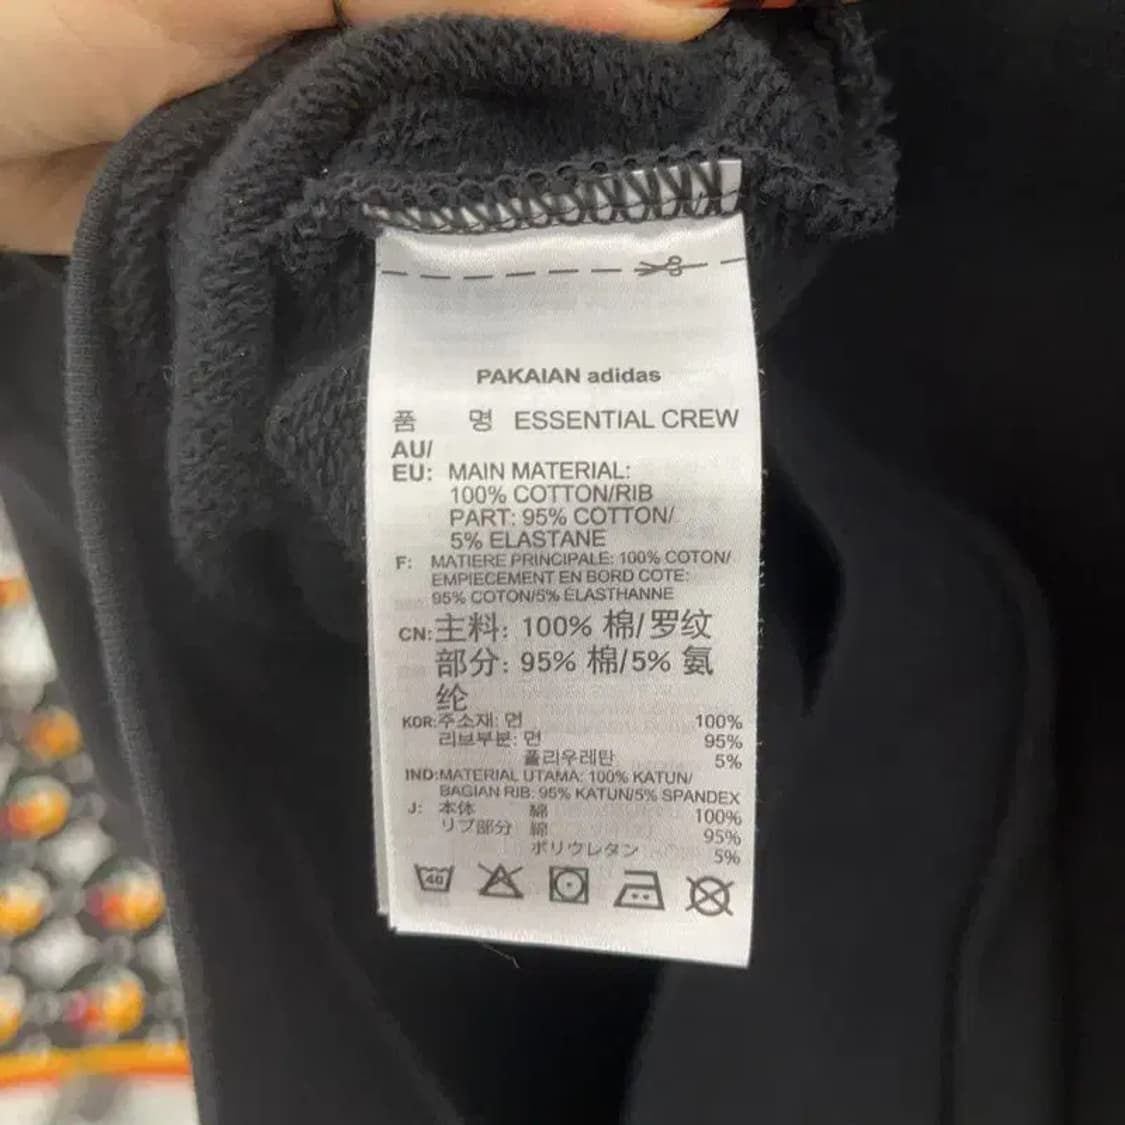 PAKAIAN adidas
품 명 ESSENTIAL CREW
AU/
EU: MAIN MATERIAL:
100% COTTON/RIB
PART: 95% COTTON/
5% ELASTANE
F: MATIERE PRINCIPALE: 100% COTON/
EMPIECEMENT EN BORD COTE:
95% COTON/5% ELASTHANNE
CN: 主料: 100% 棉/罗纹
部分: 95% 棉/5% 氨
纶
KOR: 주소재: 면 100%
리브부분: 면 95%
폴리우레탄 5%
IND: MATERIAL UTAMA: 100% KATUN/
BAGIAN RIB: 95% KATUN/5% SPANDEX
J: 本体 綿 100%
リブ部分 綿 95%
ポリウレタン 5%
40